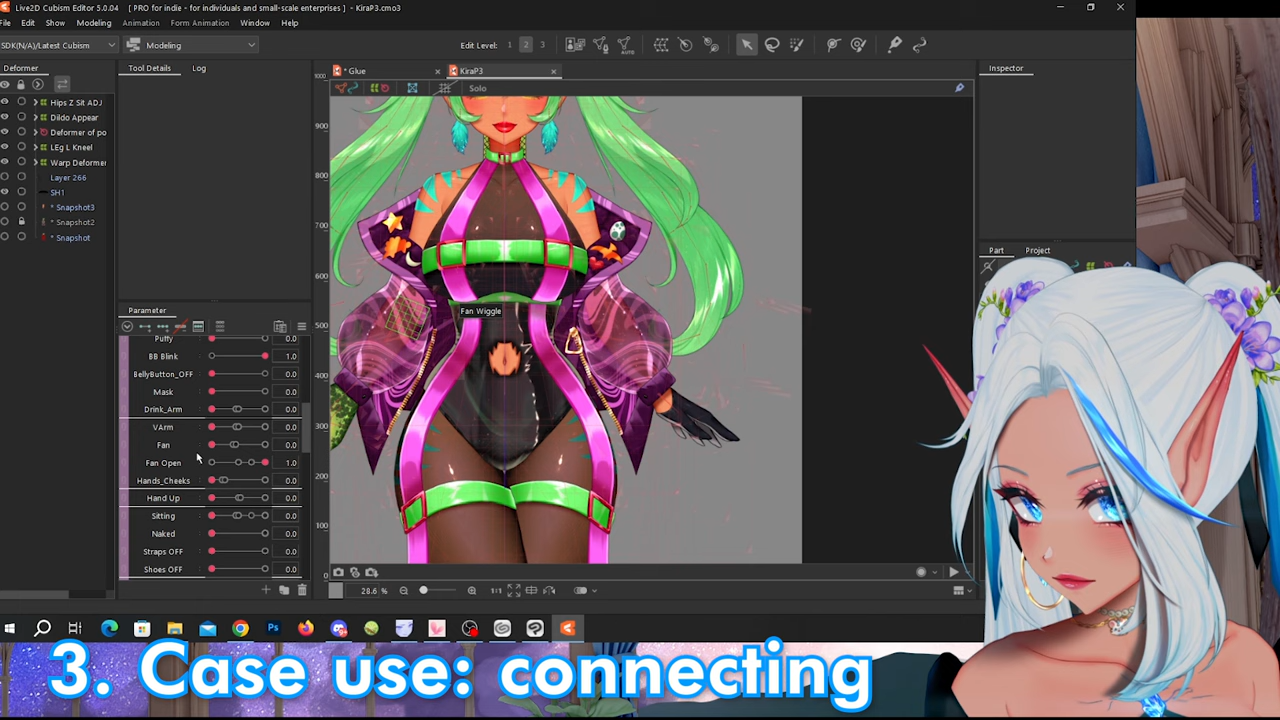 Live2D Cubism Editor 5.0.04 [ PRO for indie - for individuals and small-scale enterprises ] - KiraP3.cmo3
File Edit Show Modeling Animation Form Animation Window Help
SDK(N/A)/Latest Cubism Modeling Edit Level: 1 2 3
Deformer Tool Details Log * Glue KiraP3 Inspector
Solo
Hips Z Sit ADJ
Dildo Appear
Deformer of po
LEg L Kneel
Warp Deformer
Layer 266
SH1
* Snapshot3
* Snapshot2
* Snapshot
900
800
700
600
500
400
300
200
100
0
Fan Wiggle
Part Project
Parameter
Puffy 0.0
BB Blink 1.0
BellyButton_OFF 0.0
Mask 0.0
Drink_Arm 0.0
VArm 0.0
Fan 0.0
Fan Open 1.0
Hands_Cheeks 0.0
Hand Up 0.0
Sitting 0.0
Naked 0.0
Straps OFF 0.0
Shoes OFF 0.0
28.6 % 1:1
3. Case use: connecting